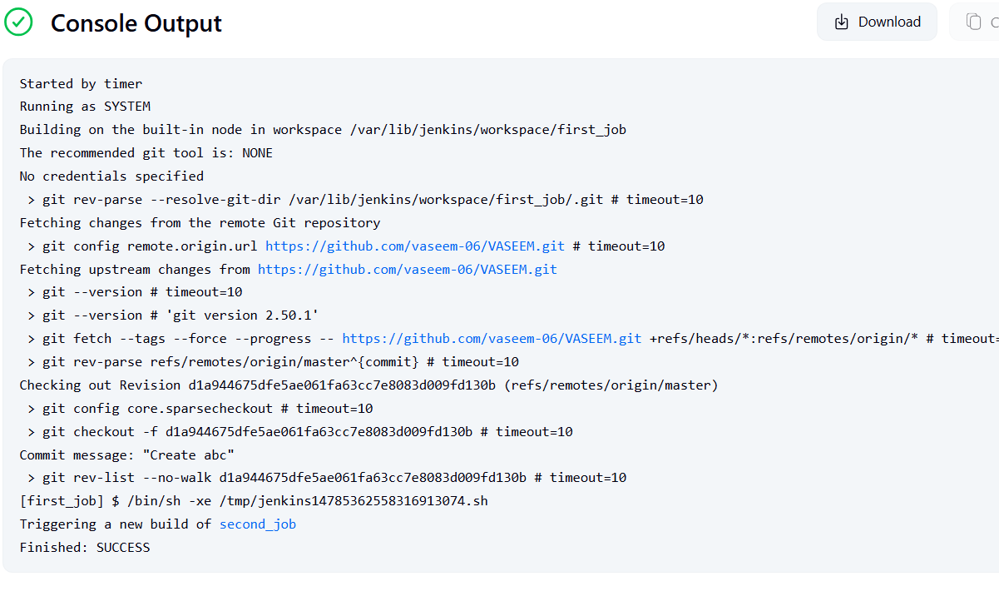 Console Output
Download
Started by timer
Running as SYSTEM
Building on the built-in node in workspace /var/lib/jenkins/workspace/first_job
The recommended git tool is: NONE
No credentials specified
 > git rev-parse --resolve-git-dir /var/lib/jenkins/workspace/first_job/.git # timeout=10
Fetching changes from the remote Git repository
 > git config remote.origin.url https://github.com/vaseem-06/VASEEM.git # timeout=10
Fetching upstream changes from https://github.com/vaseem-06/VASEEM.git
 > git --version # timeout=10
 > git --version # 'git version 2.50.1'
 > git fetch --tags --force --progress -- https://github.com/vaseem-06/VASEEM.git +refs/heads/*:refs/remotes/origin/* # timeout=
 > git rev-parse refs/remotes/origin/master^{commit} # timeout=10
Checking out Revision d1a944675dfe5ae061fa63cc7e8083d009fd130b (refs/remotes/origin/master)
 > git config core.sparsecheckout # timeout=10
 > git checkout -f d1a944675dfe5ae061fa63cc7e8083d009fd130b # timeout=10
Commit message: "Create abc"
 > git rev-list --no-walk d1a944675dfe5ae061fa63cc7e8083d009fd130b # timeout=10
[first_job] $ /bin/sh -xe /tmp/jenkins14785362558316913074.sh
Triggering a new build of second_job
Finished: SUCCESS